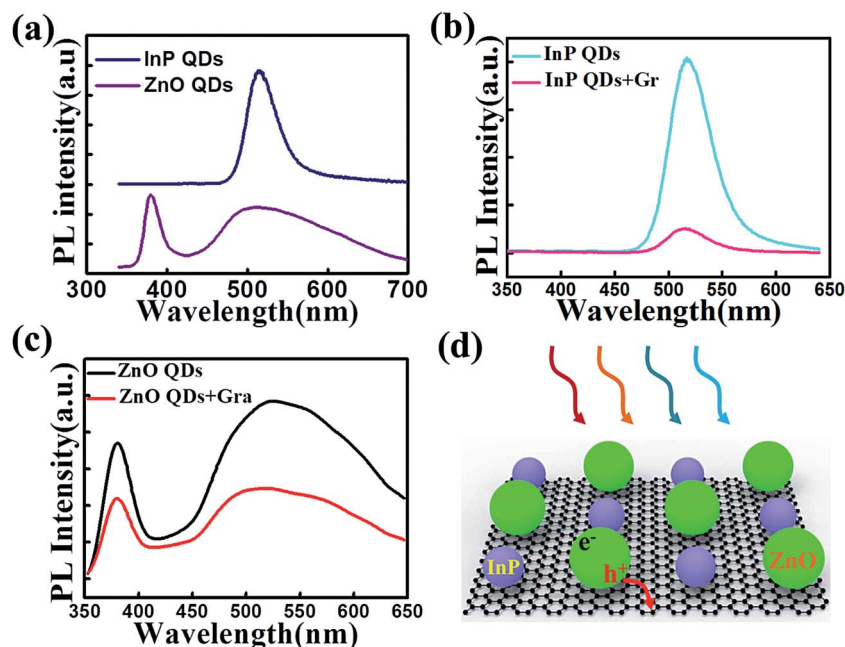 (a)
InP QDs
ZnO QDs
PL intensity(a.u)
300 400 500 600 700
Wavelength(nm)
(b)
InP QDs
InP QDs+Gr
PL Intensity(a.u)
350 400 450 500 550 600 650
Wavelength(nm)
(c)
ZnO QDs
ZnO QDs+Gra
PL Intensity(a.u.)
350 400 450 500 550 600 650
Wavelength(nm)
(d)
e-
InP
ZnO
h+